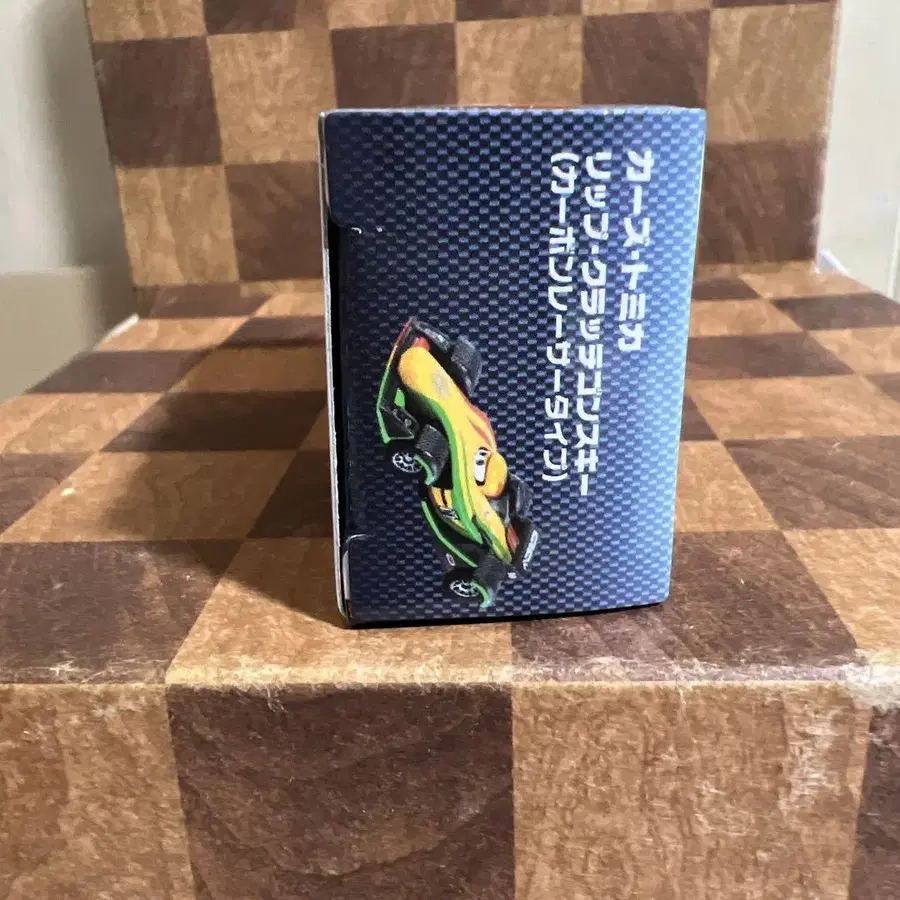 カーズ・トミカ
リップ・クラッチゴンスキー
(カーボンレーサータイプ)